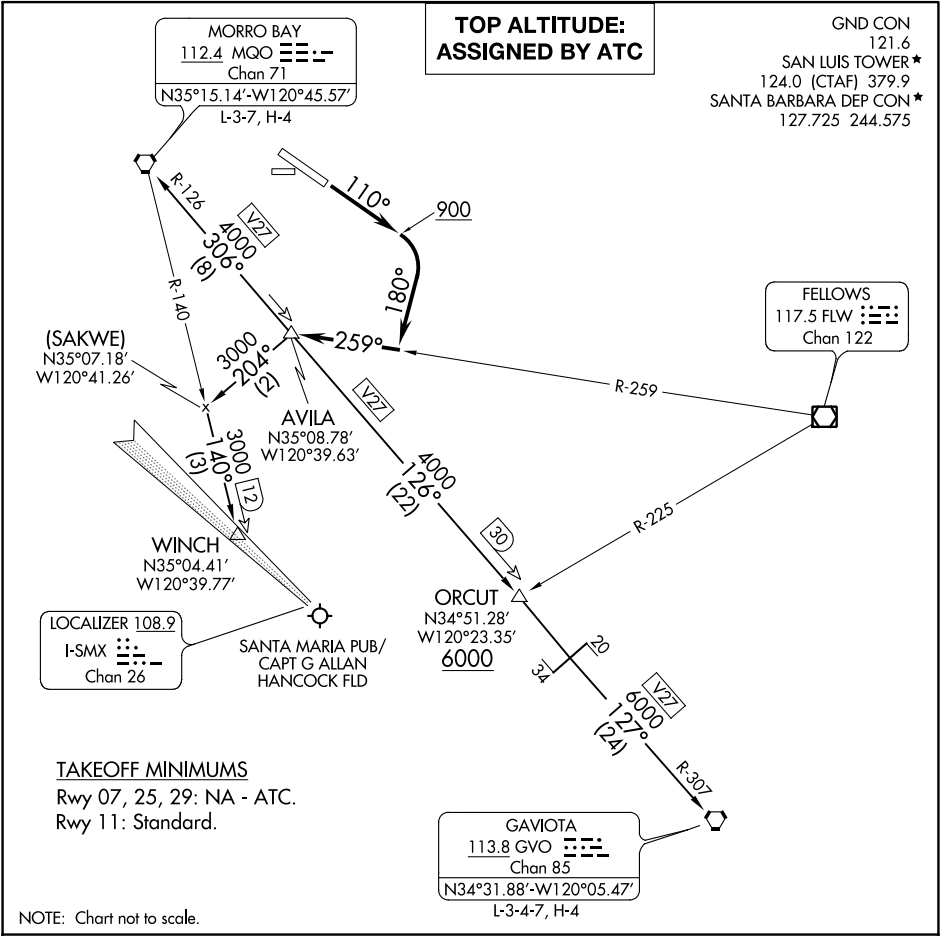 TOP ALTITUDE:
ASSIGNED BY ATC
GND CON
121.6
SAN LUIS TOWER★
124.0 (CTAF) 379.9
SANTA BARBARA DEP CON★
127.725 244.575
MORRO BAY
112.4 MQO
Chan 71
N35°15.14′-W120°45.57′
L-3-7, H-4
R-126
110°
900
V27
4000
306°
(8)
180°
R-140
FELLOWS
117.5 FLW
Chan 122
(SAKWE)
N35°07.18′
W120°41.26′
3000
204°
(2)
259°
R-259
V27
AVILA
N35°08.78′
W120°39.63′
3000
140°
(3)
12
4000
126°
(22)
R-225
30
WINCH
N35°04.41′
W120°39.77′
ORCUT
N34°51.28′
W120°23.35′
6000
LOCALIZER 108.9
I-SMX
Chan 26
SANTA MARIA PUB/
CAPT G ALLAN
HANCOCK FLD
20
34
V27
6000
127°
(24)
R-307
TAKEOFF MINIMUMS
Rwy 07, 25, 29: NA - ATC.
Rwy 11: Standard.
GAVIOTA
113.8 GVO
Chan 85
N34°31.88′-W120°05.47′
L-3-4-7, H-4
NOTE: Chart not to scale.